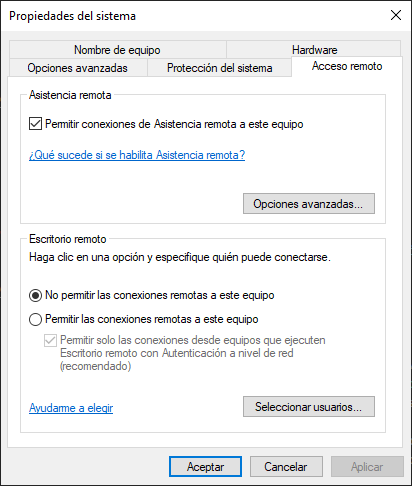 Propiedades del sistema
Nombre de equipo
Hardware
Opciones avanzadas
Protección del sistema
Acceso remoto
Asistencia remota
Permitir conexiones de Asistencia remota a este equipo
¿Qué sucede si se habilita Asistencia remota?
Opciones avanzadas...
Escritorio remoto
Haga clic en una opción y especifique quién puede conectarse.
No permitir las conexiones remotas a este equipo
Permitir las conexiones remotas a este equipo
Permitir solo las conexiones desde equipos que ejecuten
Escritorio remoto con Autenticación a nivel de red
(recomendado)
Ayudarme a elegir
Seleccionar usuarios...
Aceptar
Cancelar
Aplicar